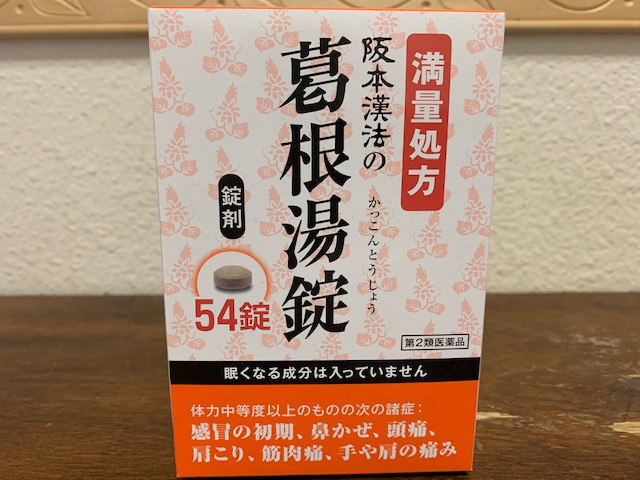 満量処方
阪本漢法の
葛根湯錠
かっこんとうじょう
錠剤
54錠
第2類医薬品
眠くなる成分は入っていません
体力中等度以上のものの次の諸症:
感冒の初期、鼻かぜ、頭痛、
肩こり、筋肉痛、手や肩の痛み